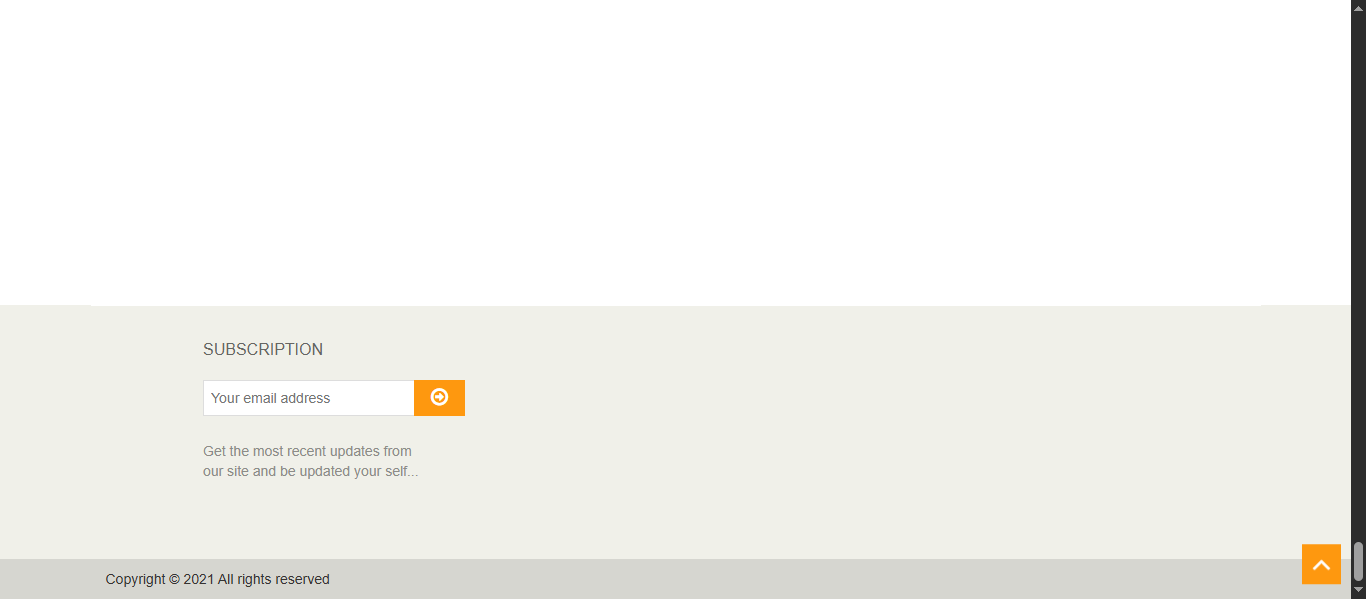 SUBSCRIPTION
Your email address
Get the most recent updates from
our site and be updated your self...
Copyright © 2021 All rights reserved